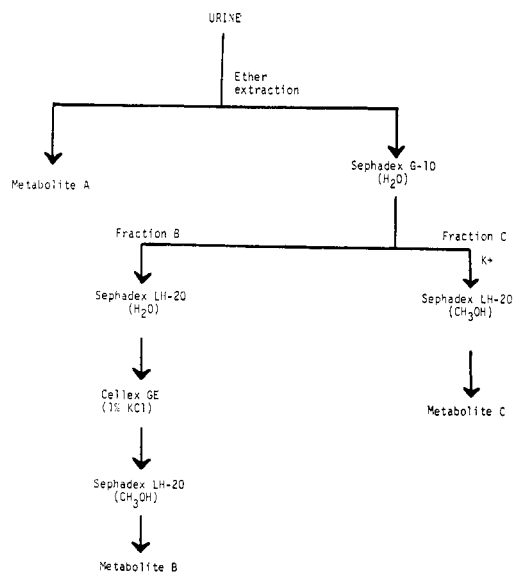 URINE
Ether
extraction
Metabolite A
Sephadex G-10
(H2O)
Fraction B
Fraction C
K+
Sephadex LH-20
(H2O)
Sephadex LH-20
(CH3OH)
Cellex GE
(1% KCl)
Metabolite C
Sephadex LH-20
(CH3OH)
Metabolite B